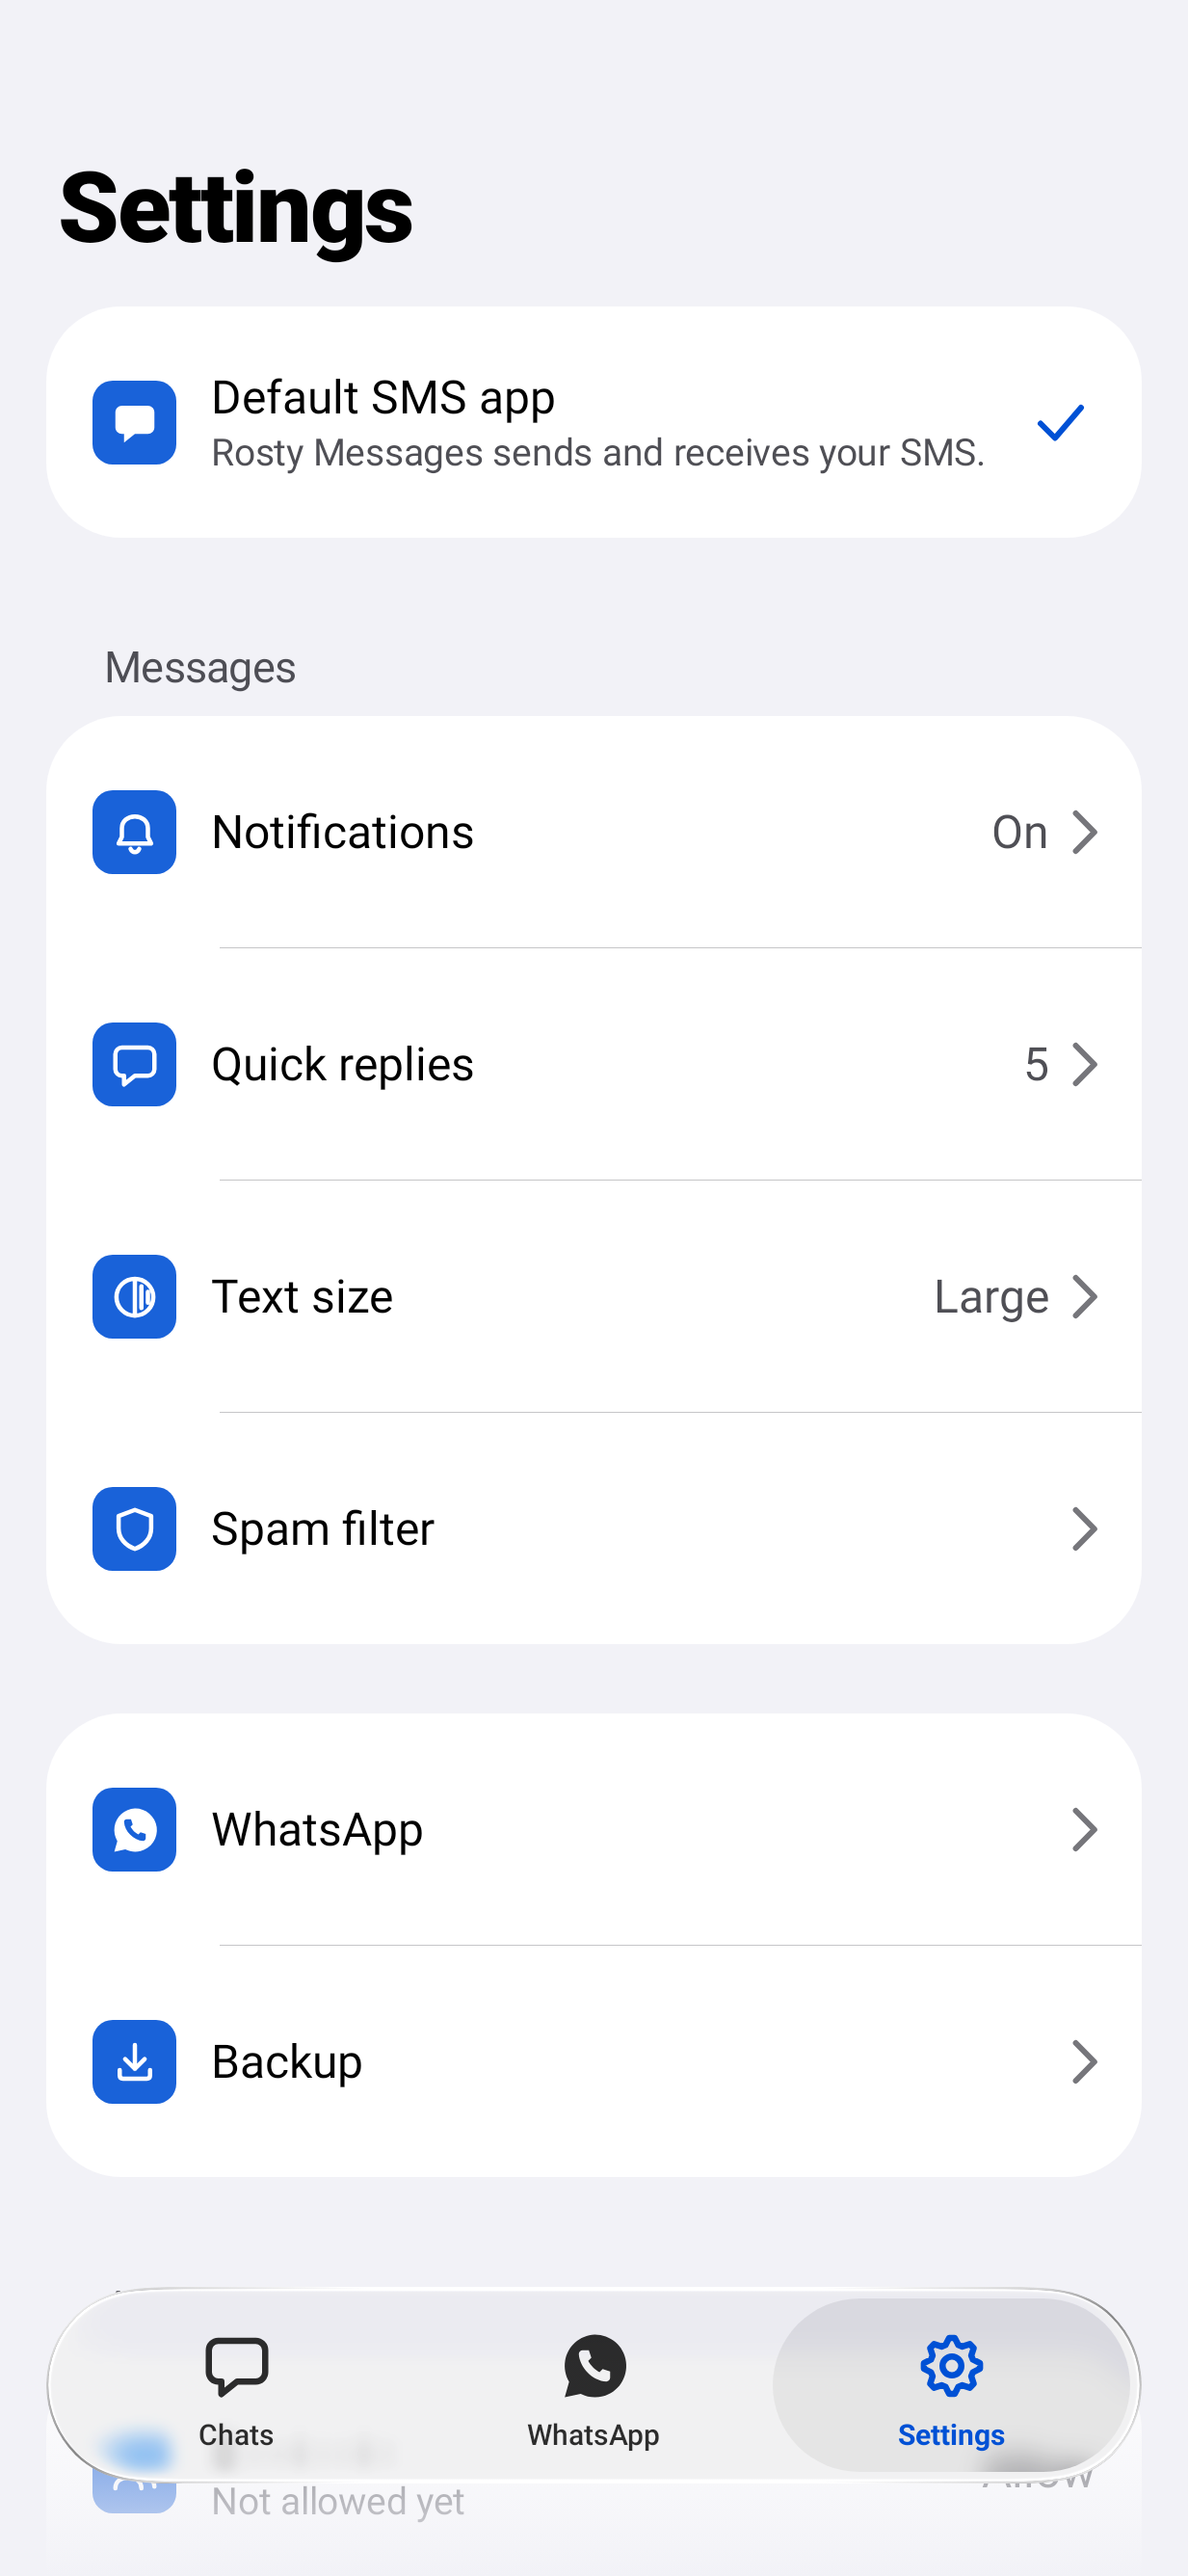 Settings
Default SMS app
Rosty Messages sends and receives your SMS.
Messages
Notifications
On
Quick replies
5
Text size
Large
Spam filter
WhatsApp
Backup
Chats
WhatsApp
Settings
Not allowed yet